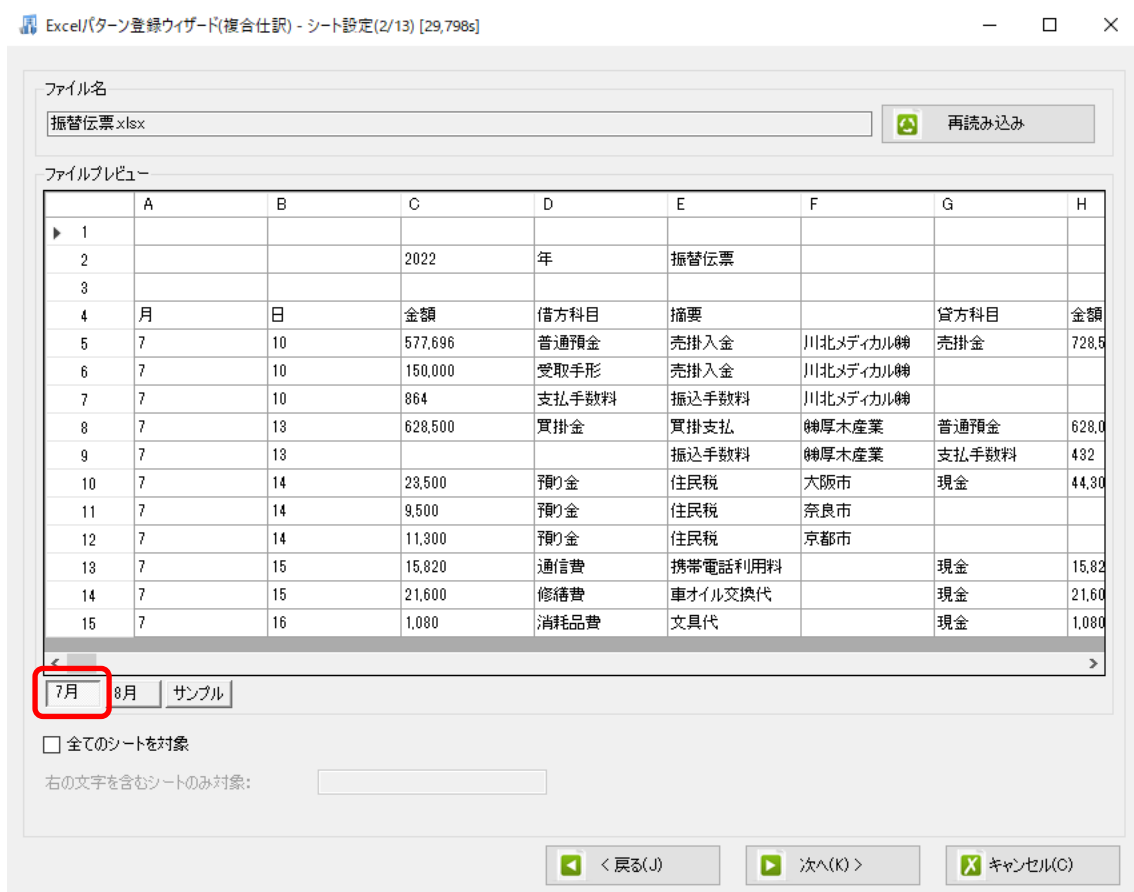 Excelパターン登録ウィザード(複合仕訳) - シート設定(2/13) [29,798s]
ファイル名
振替伝票.xlsx 再読み込み
ファイルプレビュー
A B C D E F G H
1
2 2022 年 振替伝票
3
4 月 日 金額 借方科目 摘要 貸方科目 金額
5 7 10 577,696 普通預金 売掛入金 川北メディカル㈱ 売掛金 728,5
6 7 10 150,000 受取手形 売掛入金 川北メディカル㈱
7 7 10 864 支払手数料 振込手数料 川北メディカル㈱
8 7 13 628,500 買掛金 買掛支払 ㈱厚木産業 普通預金 628,0
9 7 13 振込手数料 ㈱厚木産業 支払手数料 432
10 7 14 23,500 預り金 住民税 大阪市 現金 44,30
11 7 14 9,500 預り金 住民税 奈良市
12 7 14 11,300 預り金 住民税 京都市
13 7 15 15,820 通信費 携帯電話利用料 現金 15,82
14 7 15 21,600 修繕費 車オイル交換代 現金 21,60
15 7 16 1,080 消耗品費 文具代 現金 1,080
7月 8月 サンプル
全てのシートを対象
右の文字を含むシートのみ対象:
< 戻る(J) 次へ(K) > キャンセル(C)